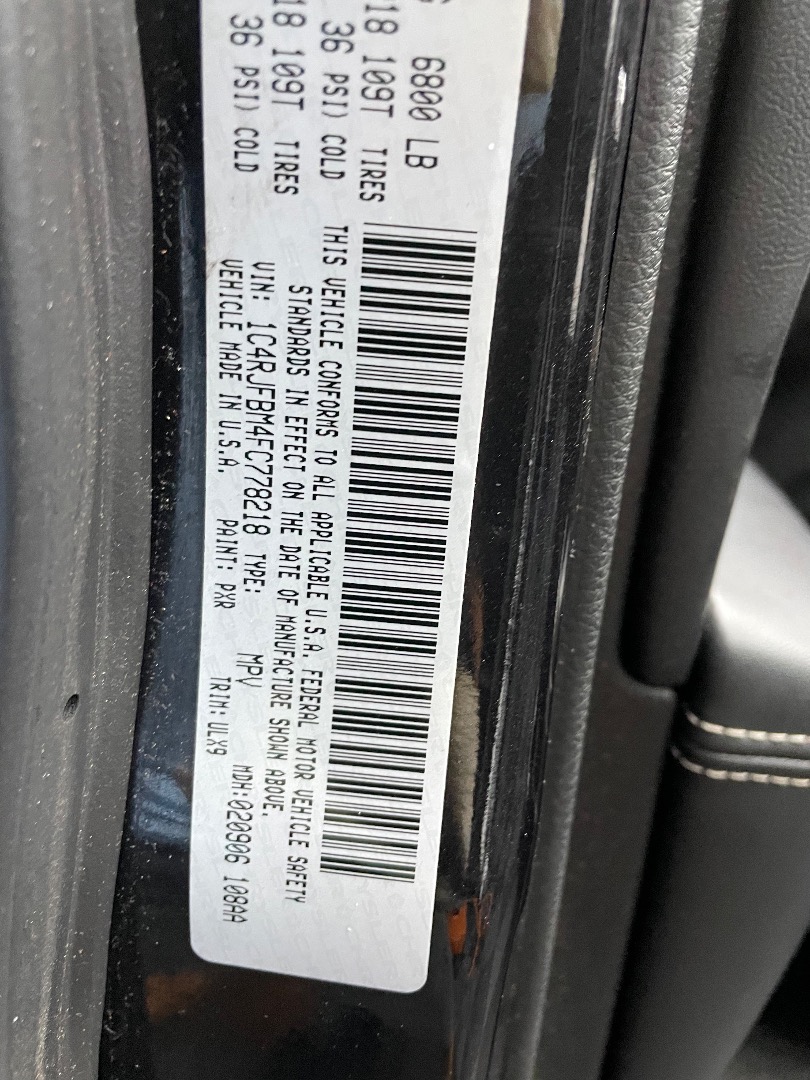 6800 LB
18 109T TIRES
36 PSI) COLD
18 109T TIRES
36 PSI) COLD
THIS VEHICLE CONFORMS TO ALL APPLICABLE U.S.A. FEDERAL MOTOR VEHICLE SAFETY
STANDARDS IN EFFECT ON THE DATE OF MANUFACTURE SHOWN ABOVE.
VIN: 1C4RJFBM4FC778218 TYPE: MPV
VEHICLE MADE IN U.S.A. PAINT: PXR TRIM: ULX9 MDH:020906 108AA